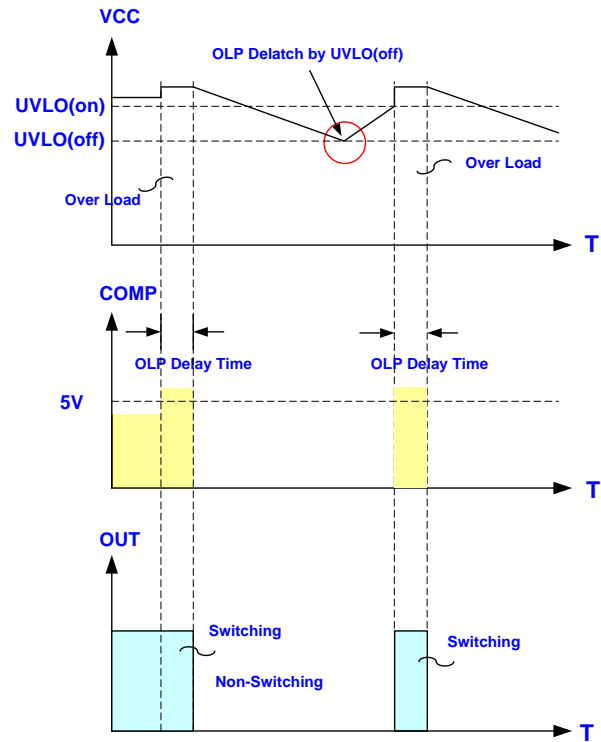 VCC
OLP Delatch by UVLO(off)
UVLO(on)
UVLO(off)
Over Load
Over Load
T
COMP
OLP Delay Time
OLP Delay Time
5V
T
OUT
Switching
Switching
Non-Switching
T